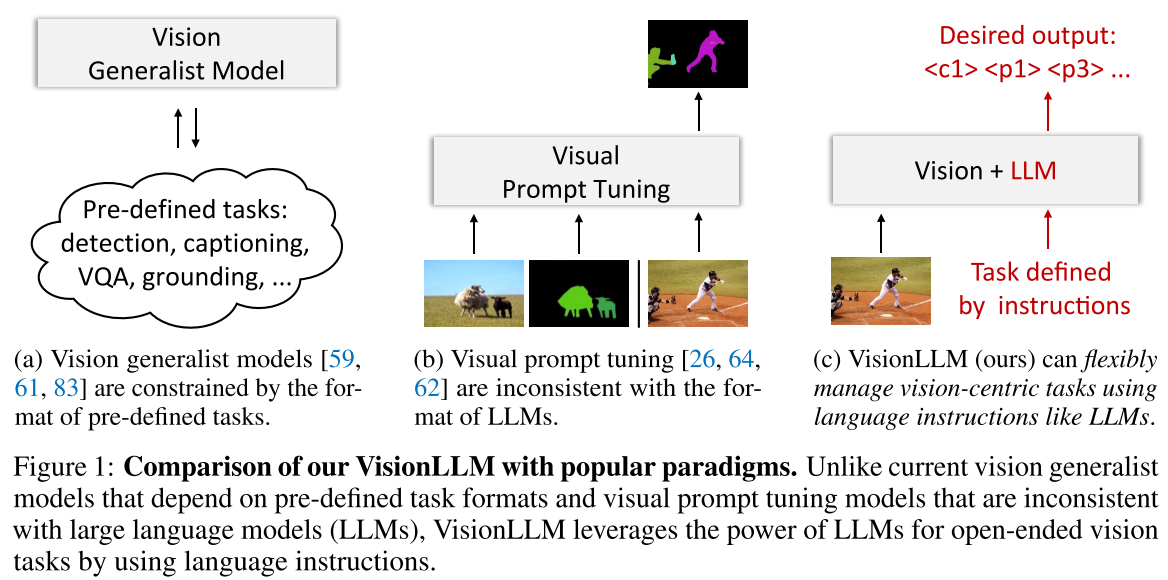 Vision
Generalist Model
Pre-defined tasks:
detection, captioning,
VQA, grounding, ...
(a) Vision generalist models [59,
61, 83] are constrained by the for-
mat of pre-defined tasks.
Visual
Prompt Tuning
(b) Visual prompt tuning [26, 64,
62] are inconsistent with the for-
mat of LLMs.
Desired output:
<c1> <p1> <p3> ...
Vision + LLM
Task defined
by instructions
(c) VisionLLM (ours) can flexibly
manage vision-centric tasks using
language instructions like LLMs.
Figure 1: Comparison of our VisionLLM with popular paradigms. Unlike current vision generalist
models that depend on pre-defined task formats and visual prompt tuning models that are inconsistent
with large language models (LLMs), VisionLLM leverages the power of LLMs for open-ended vision
tasks by using language instructions.